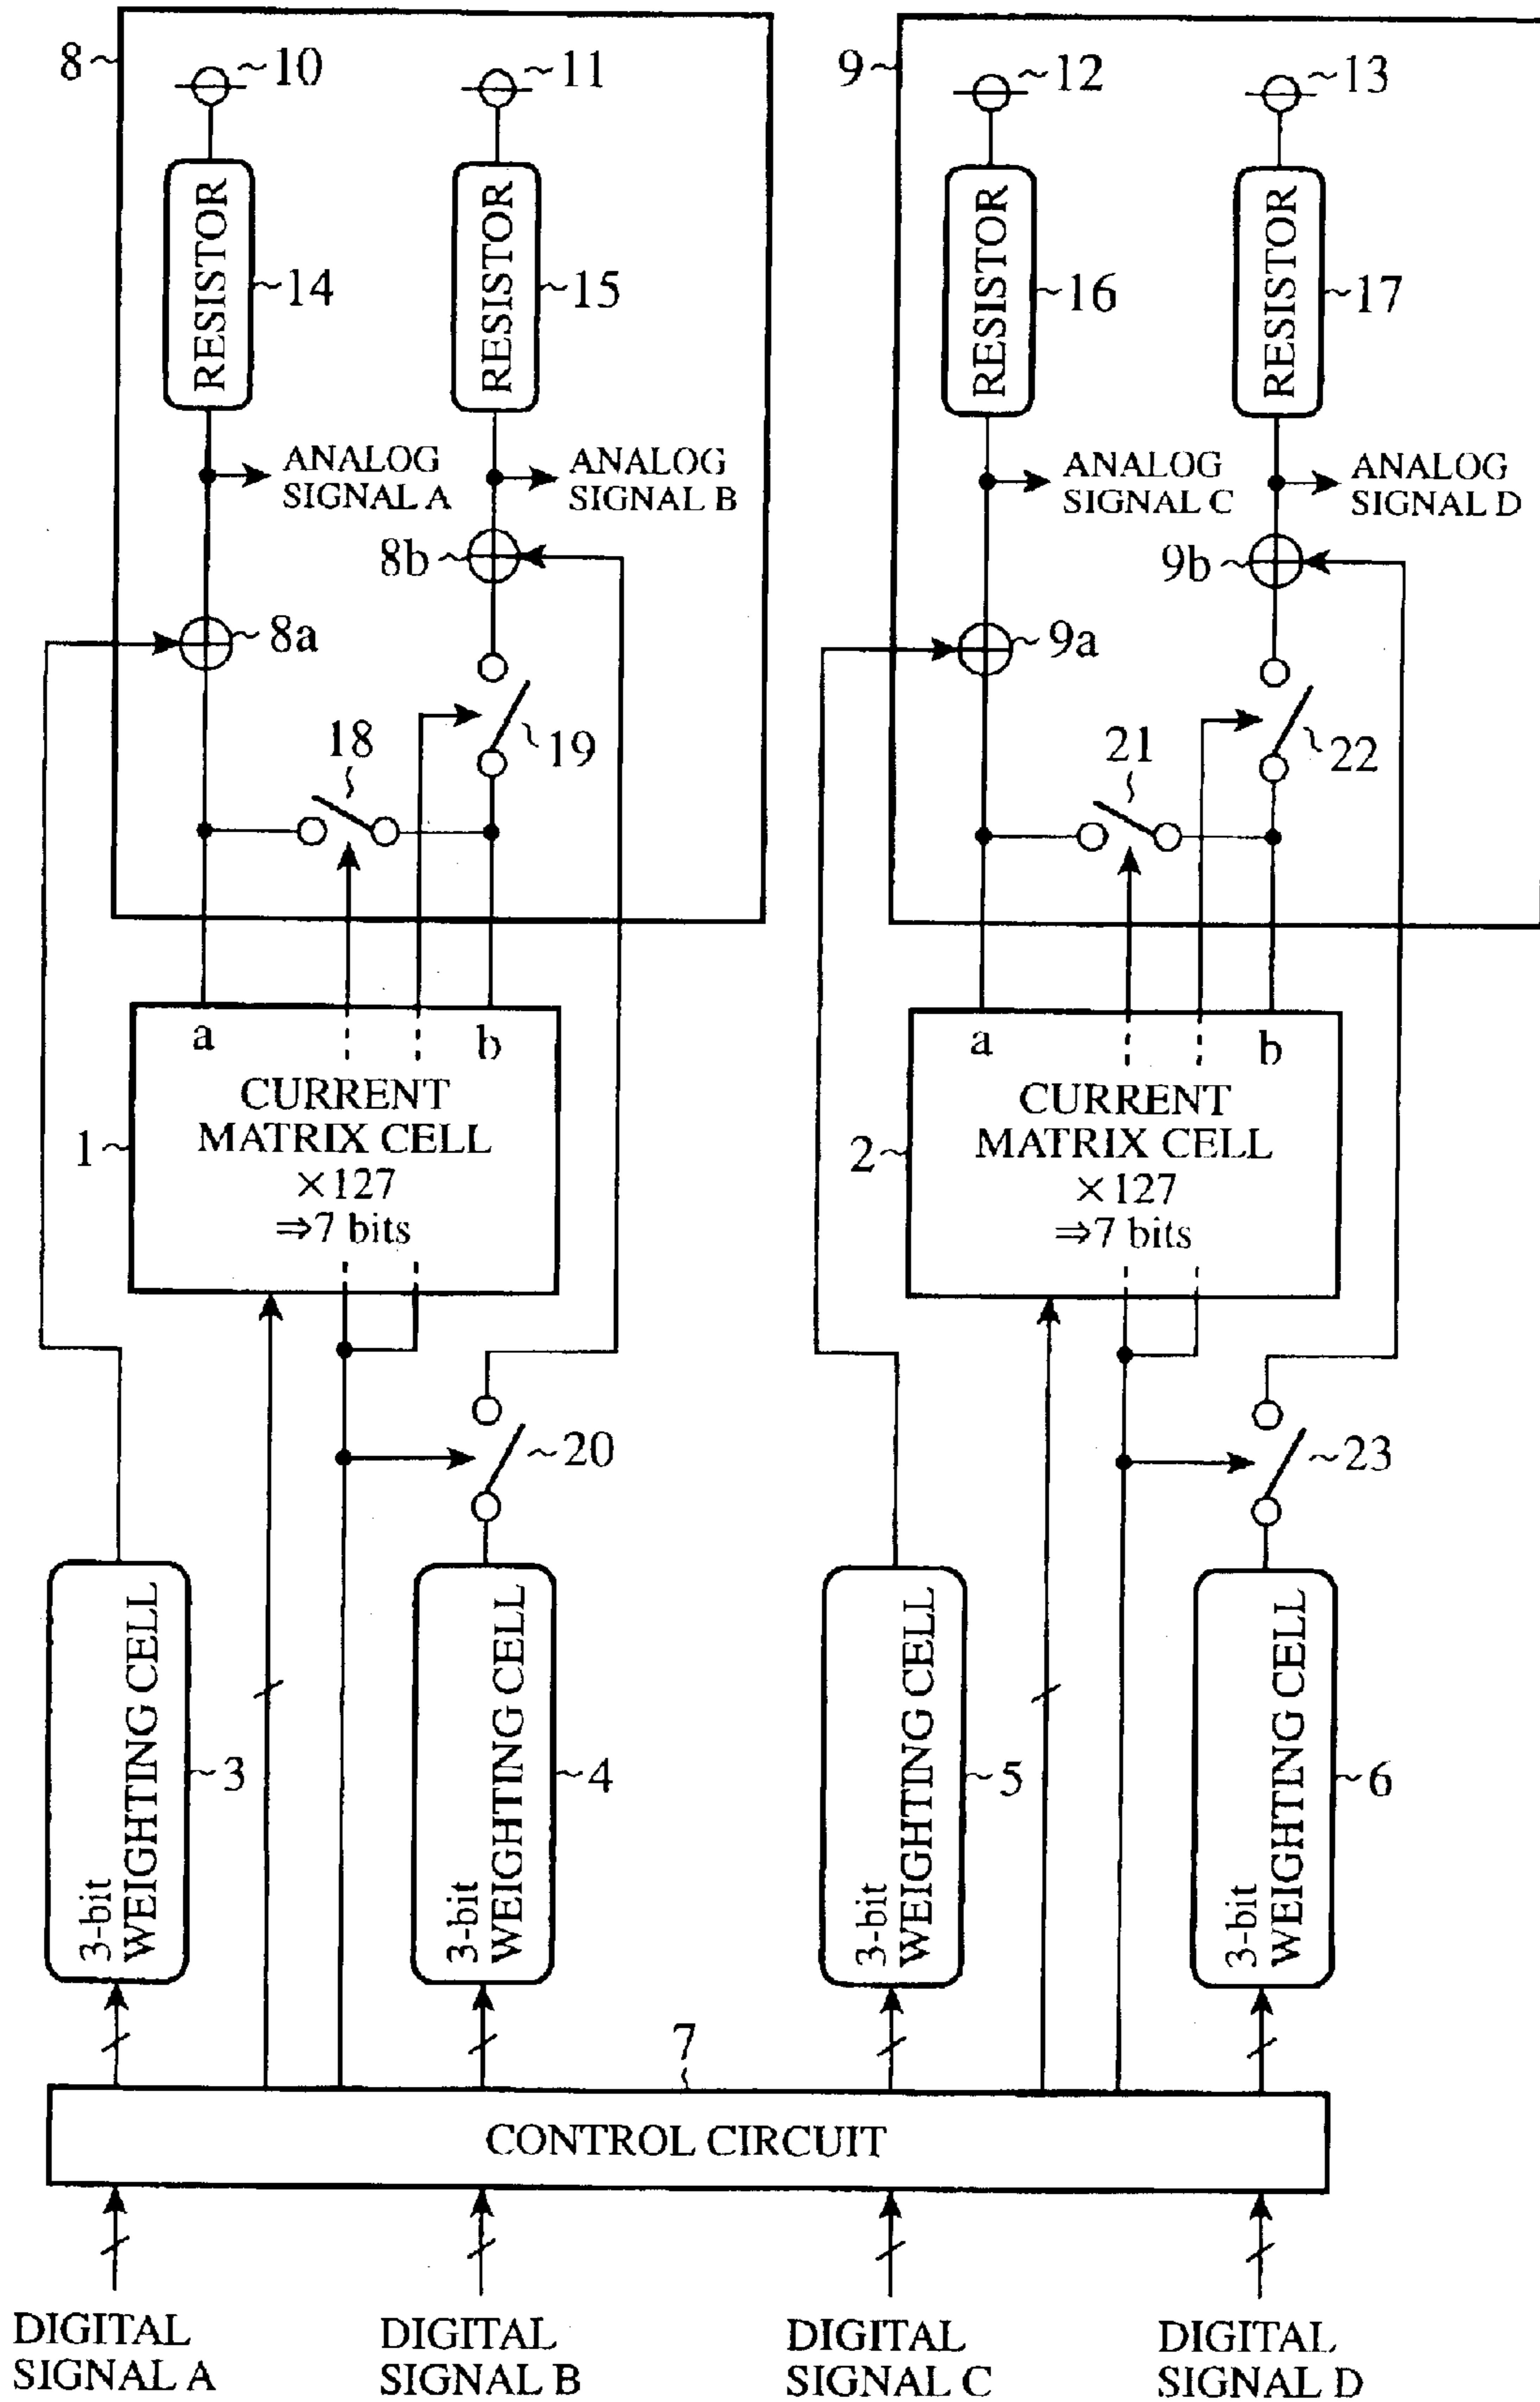 8
10
11
9
12
13
RESISTOR
14
RESISTOR
15
RESISTOR
16
RESISTOR
17
ANALOG
SIGNAL A
ANALOG
SIGNAL B
ANALOG
SIGNAL C
ANALOG
SIGNAL D
8b
9b
8a
9a
18
19
21
22
a
b
CURRENT
MATRIX CELL
×127
⇒7 bits
1
a
b
CURRENT
MATRIX CELL
×127
⇒7 bits
2
20
23
3-bit
WEIGHTING CELL
3
3-bit
WEIGHTING CELL
4
3-bit
WEIGHTING CELL
5
3-bit
WEIGHTING CELL
6
7
CONTROL CIRCUIT
DIGITAL
SIGNAL A
DIGITAL
SIGNAL B
DIGITAL
SIGNAL C
DIGITAL
SIGNAL D